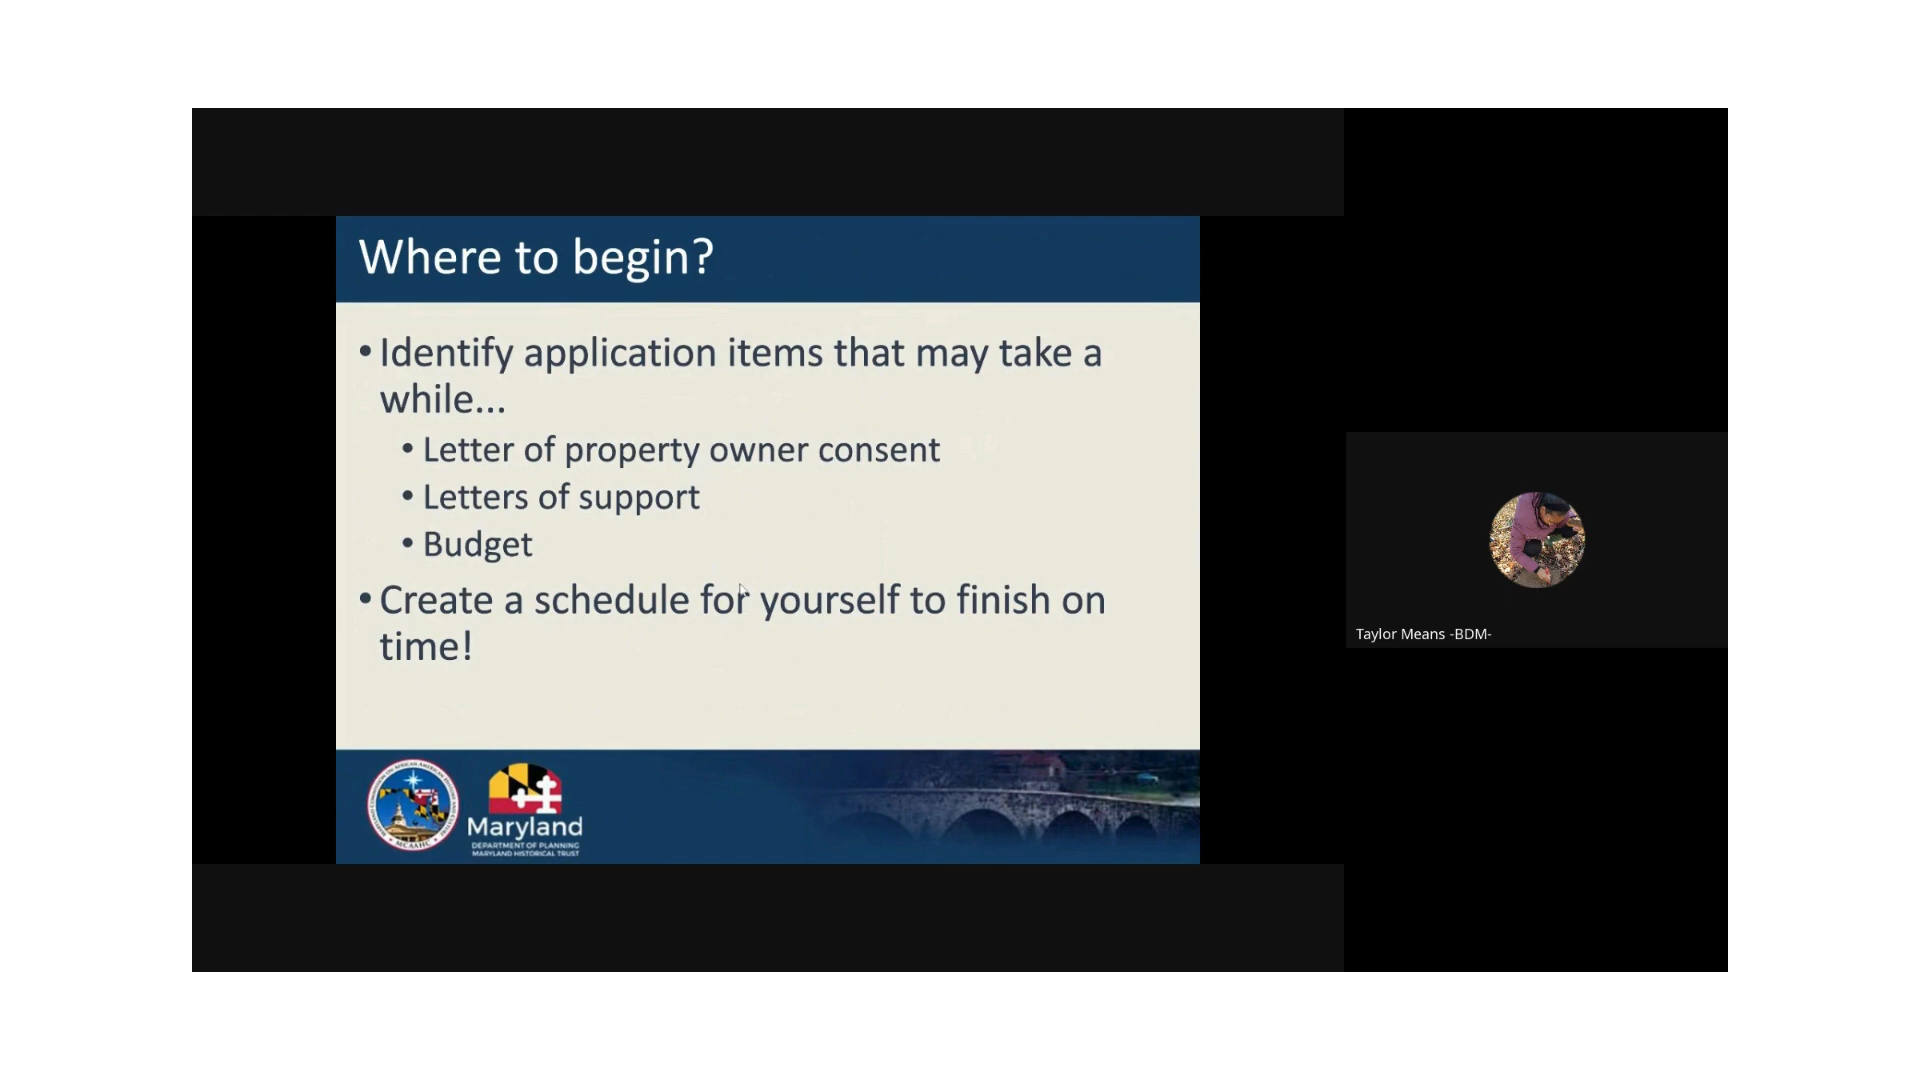 Where to begin?
• Identify application items that may take a
while...
• Letter of property owner consent
• Letters of support
• Budget
• Create a schedule for yourself to finish on
time!
MCAAHC
Maryland
DEPARTMENT OF PLANNING
MARYLAND HISTORICAL TRUST
Taylor Means -BDM-